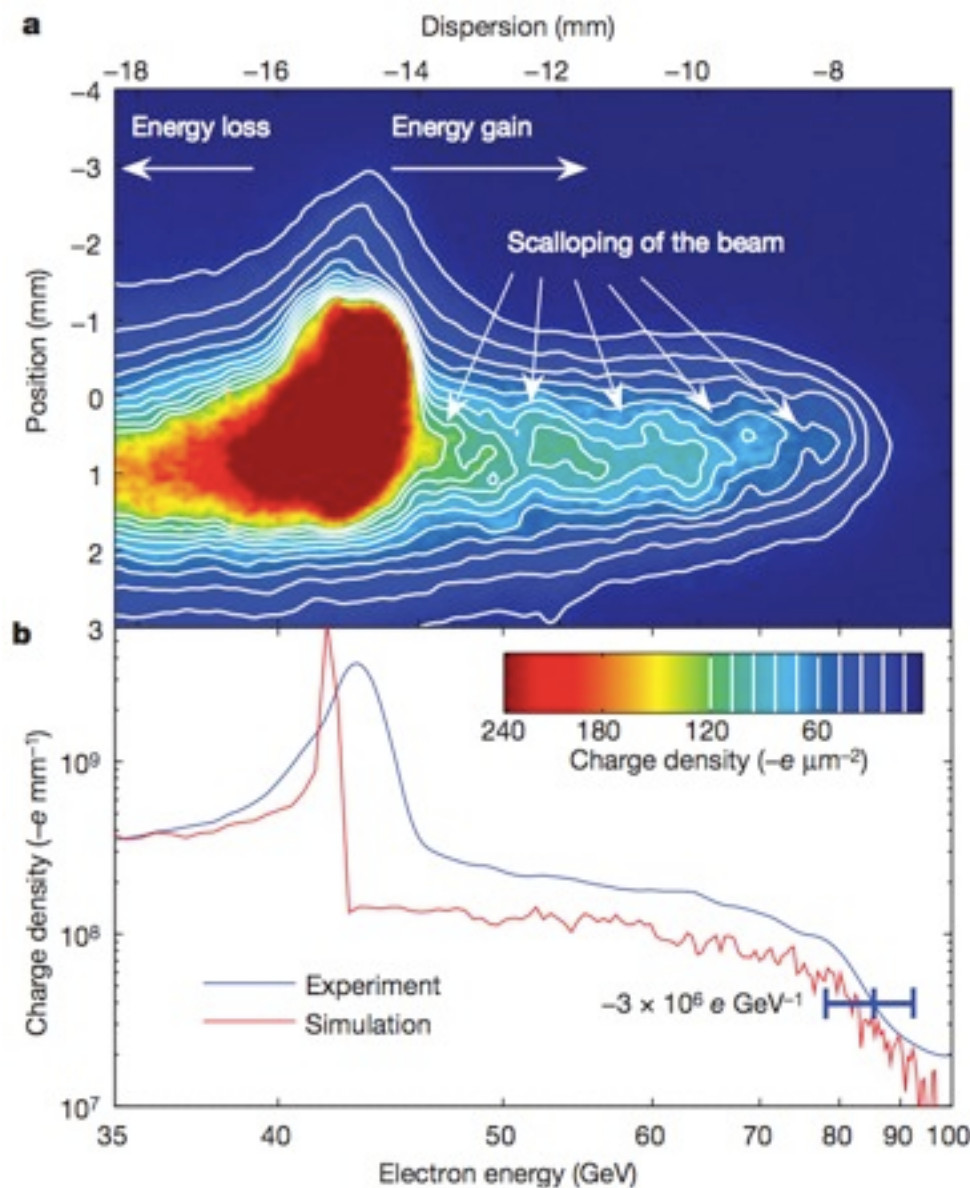 a
Dispersion (mm)
−18 −16 −14 −12 −10 −8
−4
Energy loss Energy gain
−3
−2
Scalloping of the beam
−1
Position (mm)
0
1
2
b
3
240 180 120 60
Charge density (−e µm⁻²)
10⁹
Charge density (−e mm⁻¹)
10⁸
Experiment
−3 × 10⁶ e GeV⁻¹
Simulation
10⁷
35 40 50 60 70 80 90 100
Electron energy (GeV)